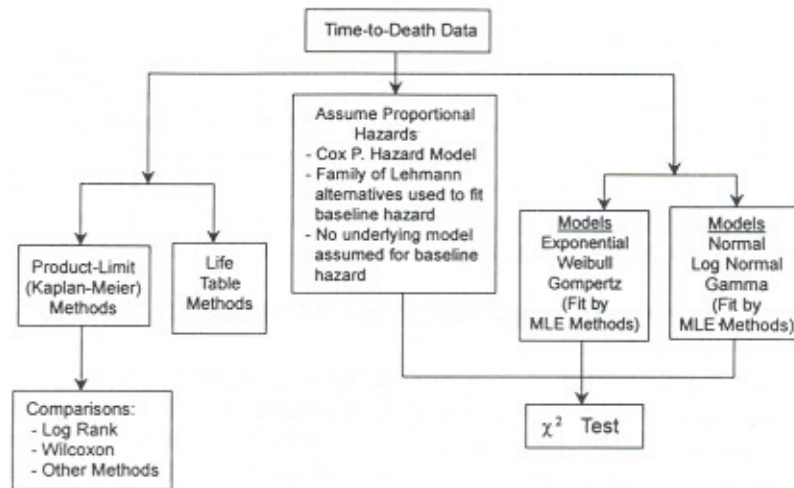 Time-to-Death Data
Assume Proportional
Hazards
- Cox P. Hazard Model
- Family of Lehmann
alternatives used to fit
baseline hazard
- No underlying model
assumed for baseline
hazard
Product-Limit
(Kaplan-Meier)
Methods
Life
Table
Methods
Models
Exponential
Weibull
Gompertz
(Fit by
MLE Methods)
Models
Normal
Log Normal
Gamma
(Fit by
MLE Methods)
Comparisons:
- Log Rank
- Wilcoxon
- Other Methods
χ² Test